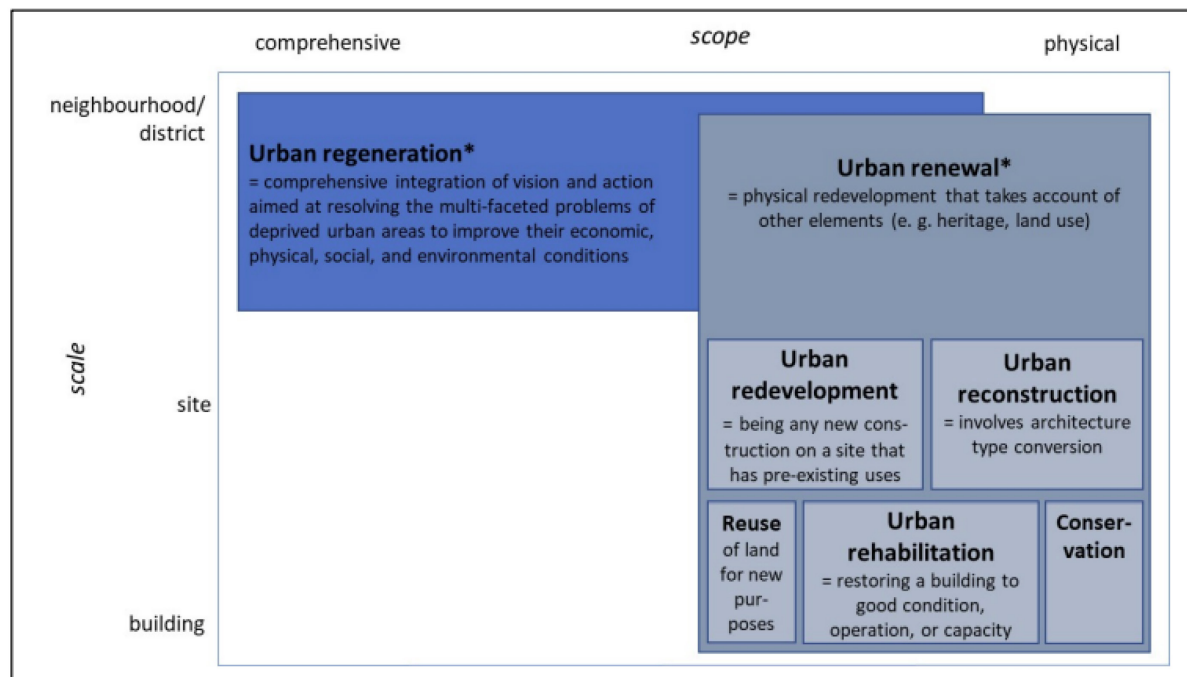 comprehensive
scope
physical
neighbourhood/
district
scale
site
building
Urban regeneration*
= comprehensive integration of vision and action
aimed at resolving the multi-faceted problems of
deprived urban areas to improve their economic,
physical, social, and environmental conditions
Urban renewal*
= physical redevelopment that takes account of
other elements (e. g. heritage, land use)
Urban
redevelopment
= being any new cons-
truction on a site that
has pre-existing uses
Urban
reconstruction
= involves architecture
type conversion
Reuse
of land
for new
pur-
poses
Urban
rehabilitation
= restoring a building to
good condition,
operation, or capacity
Conser-
vation